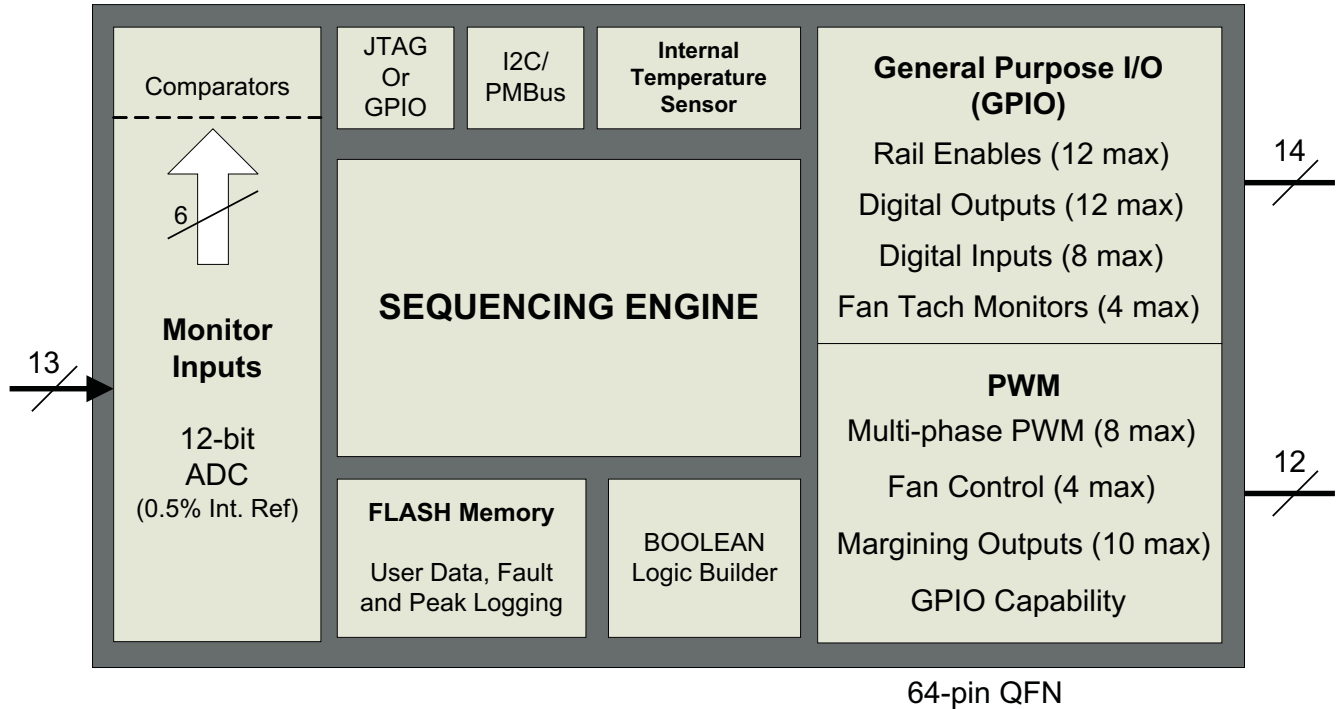 13
Comparators
6
Monitor
Inputs
12-bit
ADC
(0.5% Int. Ref)
JTAG
Or
GPIO
I2C/
PMBus
Internal
Temperature
Sensor
SEQUENCING ENGINE
FLASH Memory
User Data, Fault
and Peak Logging
BOOLEAN
Logic Builder
General Purpose I/O
(GPIO)
Rail Enables (12 max)
Digital Outputs (12 max)
Digital Inputs (8 max)
Fan Tach Monitors (4 max)
PWM
Multi-phase PWM (8 max)
Fan Control (4 max)
Margining Outputs (10 max)
GPIO Capability
14
12
64-pin QFN